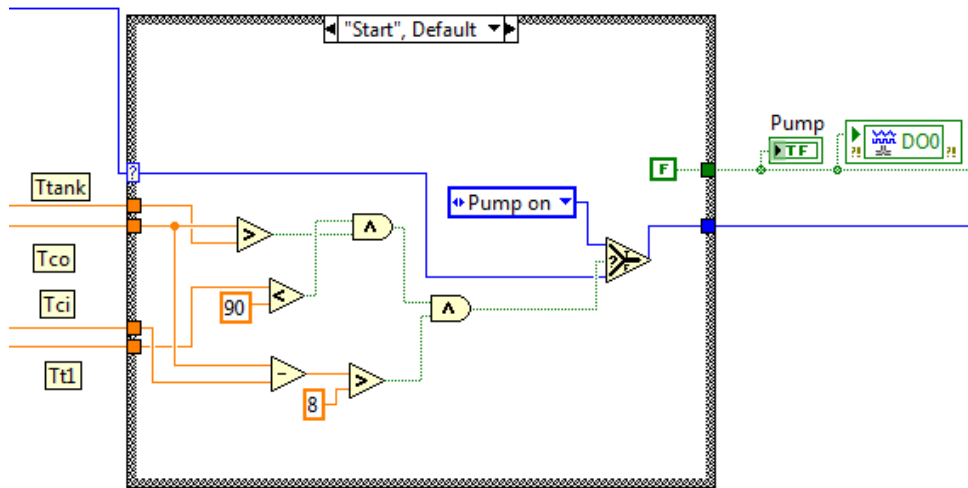 "Start", Default
Pump
TF
DO0
?!
?!
?
F
Ttank
Pump on
>
∧
Tco
?
T
F
Tci
<
90
∧
Tt1
-
>
8